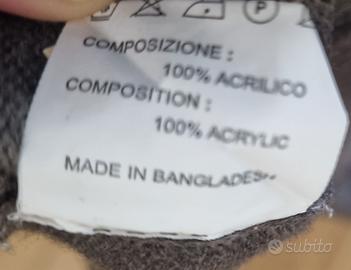 P
COMPOSIZIONE :
100% ACRILICO
COMPOSITION :
100% ACRYLIC
MADE IN BANGLADESH
subito